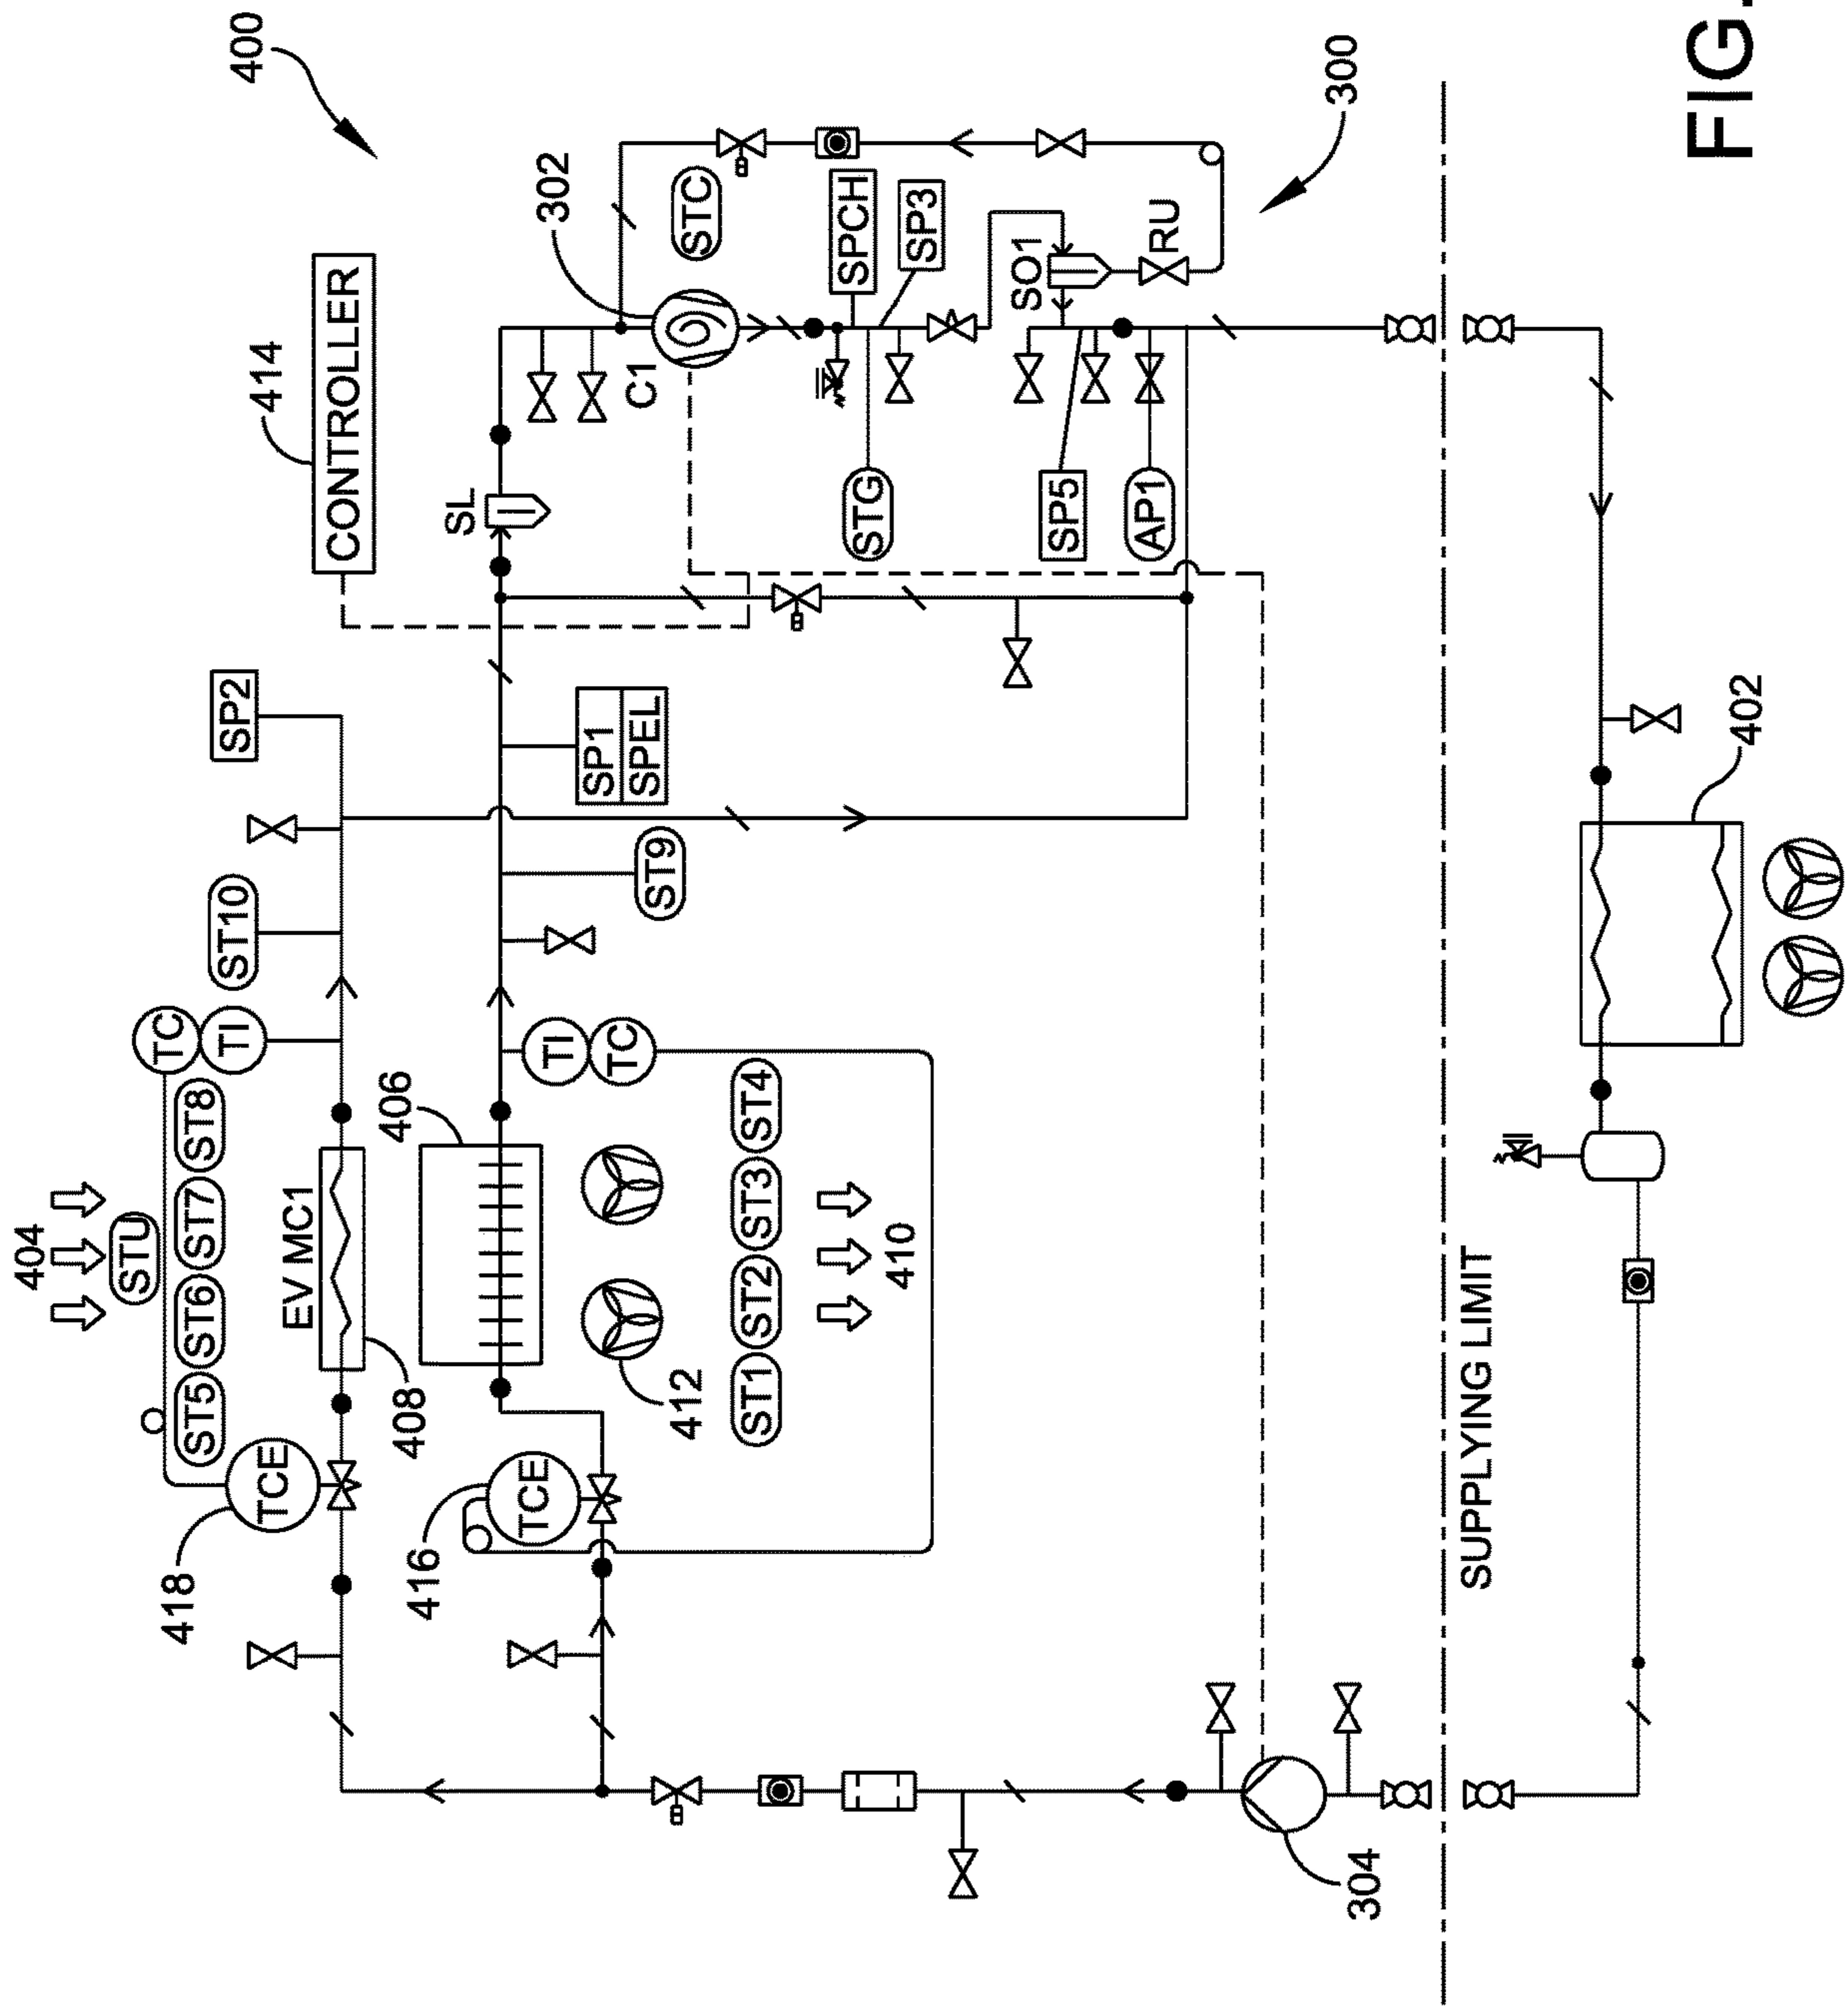 400
414
CONTROLLER
302
STC
SPCH
SP3
SO1
RU
300
SL
C1
STG
SP5
AP1
SP2
SP1
SPEL
ST9
ST10
TC
TI
TI
TC
404
STU
ST5
ST6
ST7
ST8
EV MC1
406
408
412
ST1
ST2
ST3
ST4
410
TCE
418
TCE
416
304
SUPPLYING LIMIT
402
FIG.